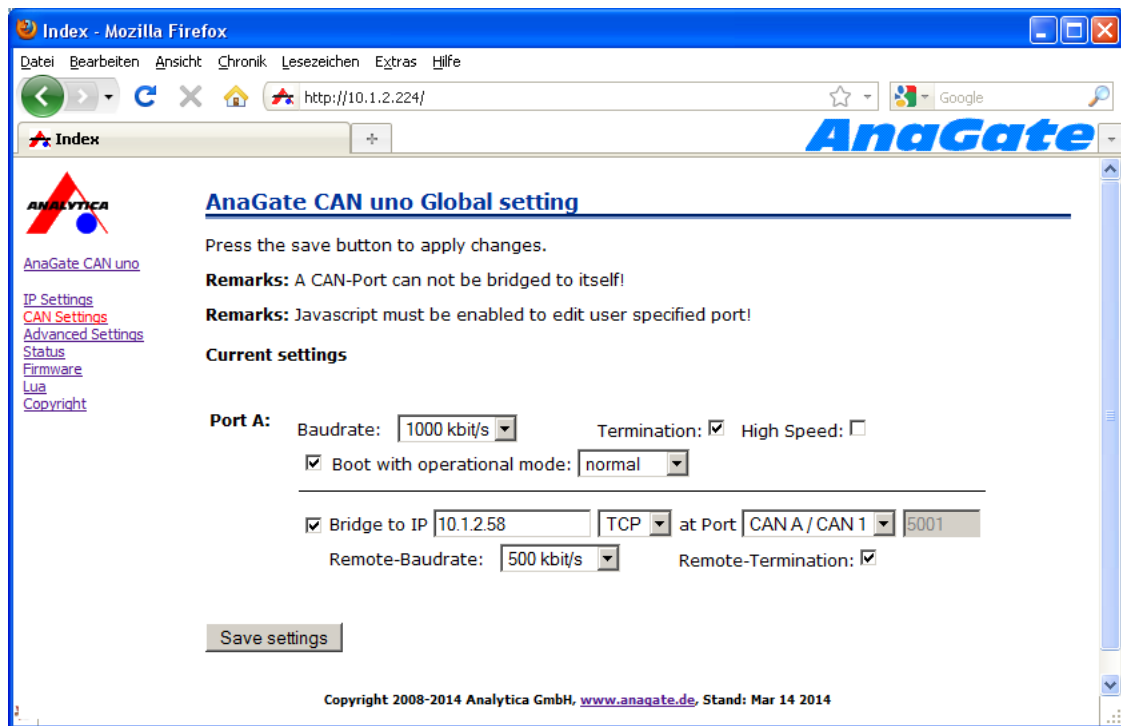 Index - Mozilla Firefox
Datei Bearbeiten Ansicht Chronik Lesezeichen Extras Hilfe
http://10.1.2.224/ Google
Index AnaGate
ANALYTICA
AnaGate CAN uno
IP Settings
CAN Settings
Advanced Settings
Status
Firmware
Lua
Copyright
AnaGate CAN uno Global setting
Press the save button to apply changes.
Remarks: A CAN-Port can not be bridged to itself!
Remarks: Javascript must be enabled to edit user specified port!
Current settings
Port A: Baudrate: 1000 kbit/s Termination: High Speed:
Boot with operational mode: normal
Bridge to IP 10.1.2.58 TCP at Port CAN A / CAN 1 5001
Remote-Baudrate: 500 kbit/s Remote-Termination:
Save settings
Copyright 2008-2014 Analytica GmbH, www.anagate.de, Stand: Mar 14 2014